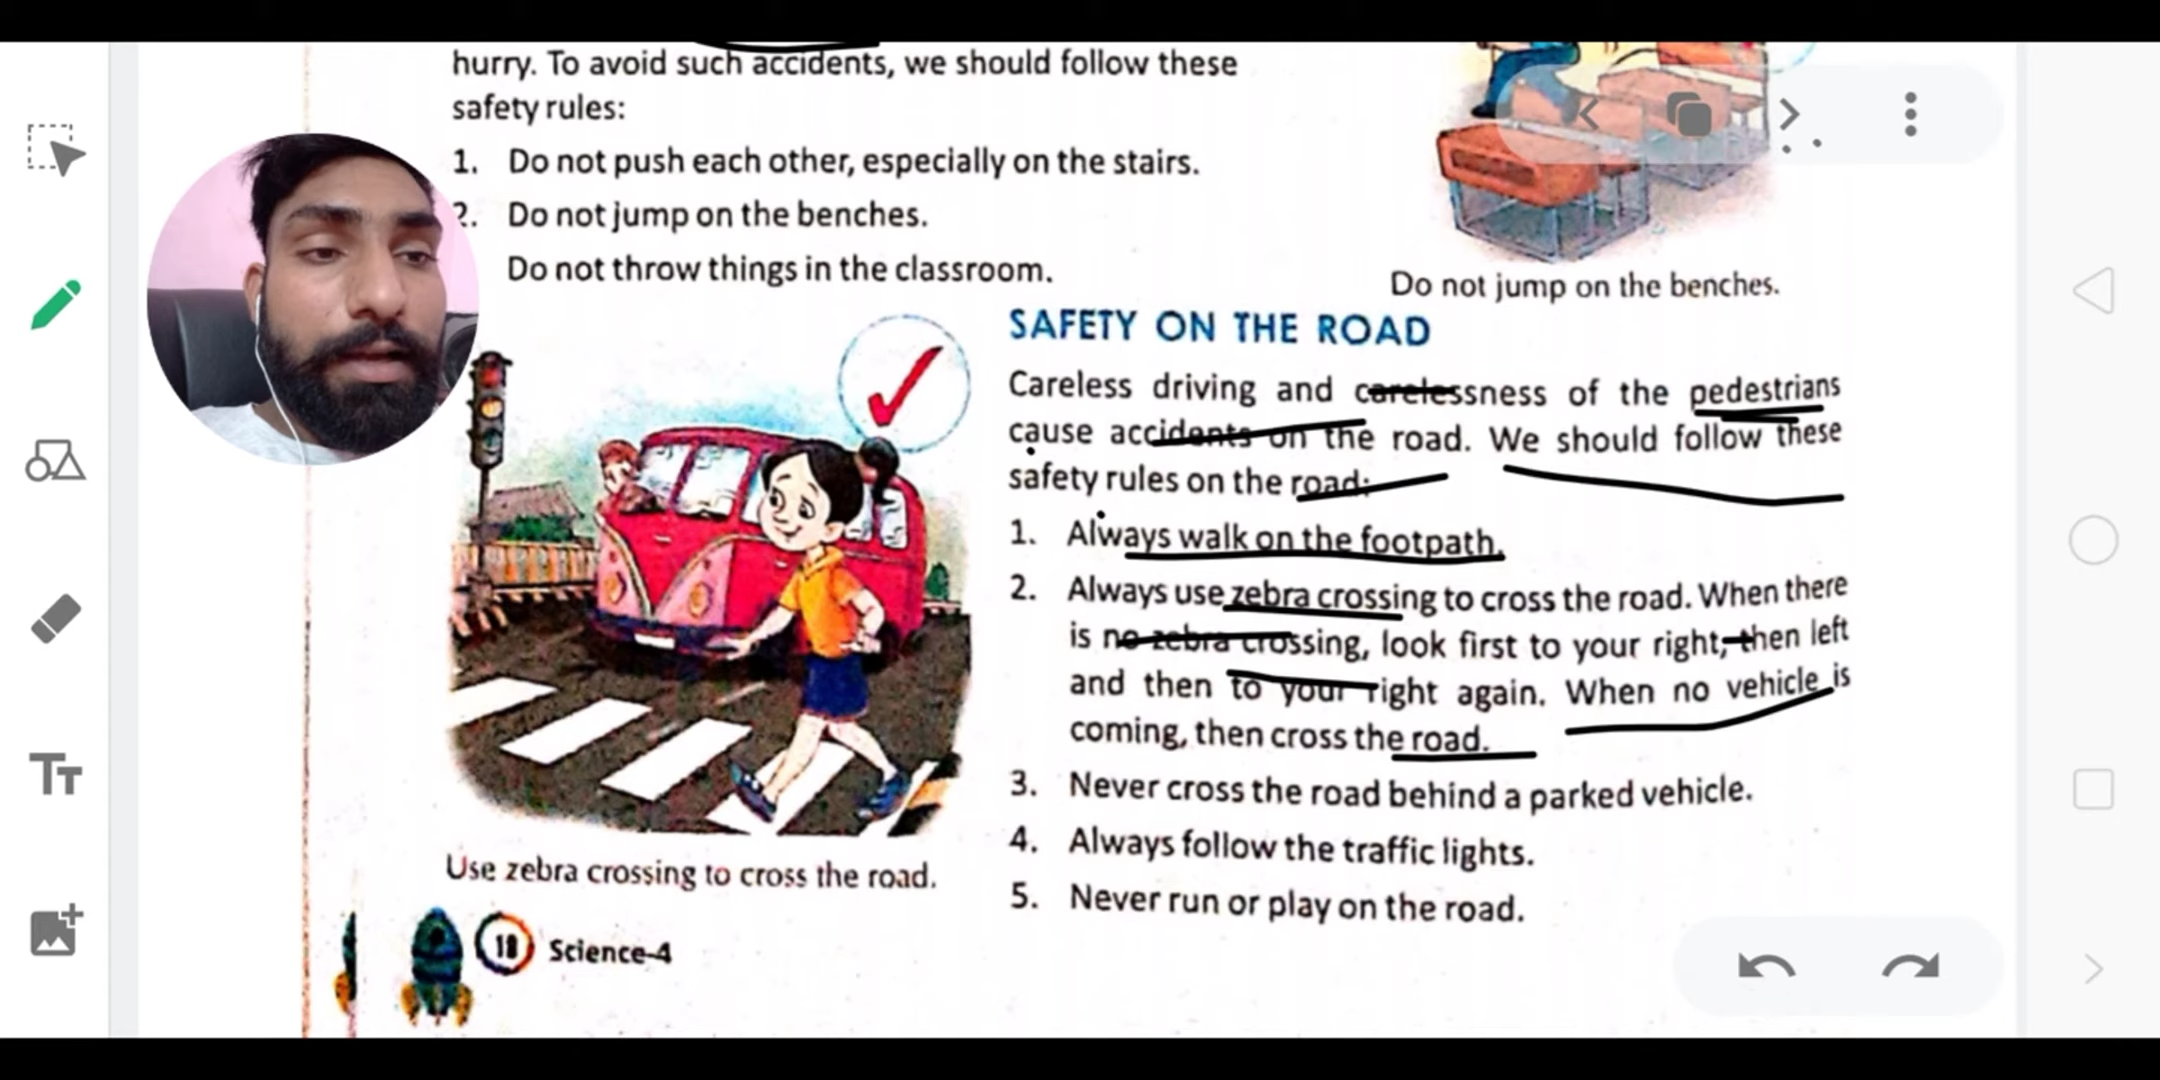 hurry. To avoid such accidents, we should follow these
safety rules:
1. Do not push each other, especially on the stairs.
2. Do not jump on the benches.
Do not throw things in the classroom.
Do not jump on the benches.
SAFETY ON THE ROAD
Careless driving and carelessness of the pedestrians
cause accidents on the road. We should follow these
safety rules on the road:
1. Always walk on the footpath.
2. Always use zebra crossing to cross the road. When there
is no zebra crossing, look first to your right, then left
and then to your right again. When no vehicle is
coming, then cross the road.
3. Never cross the road behind a parked vehicle.
4. Always follow the traffic lights.
5. Never run or play on the road.
Use zebra crossing to cross the road.
18 Science-4
TT